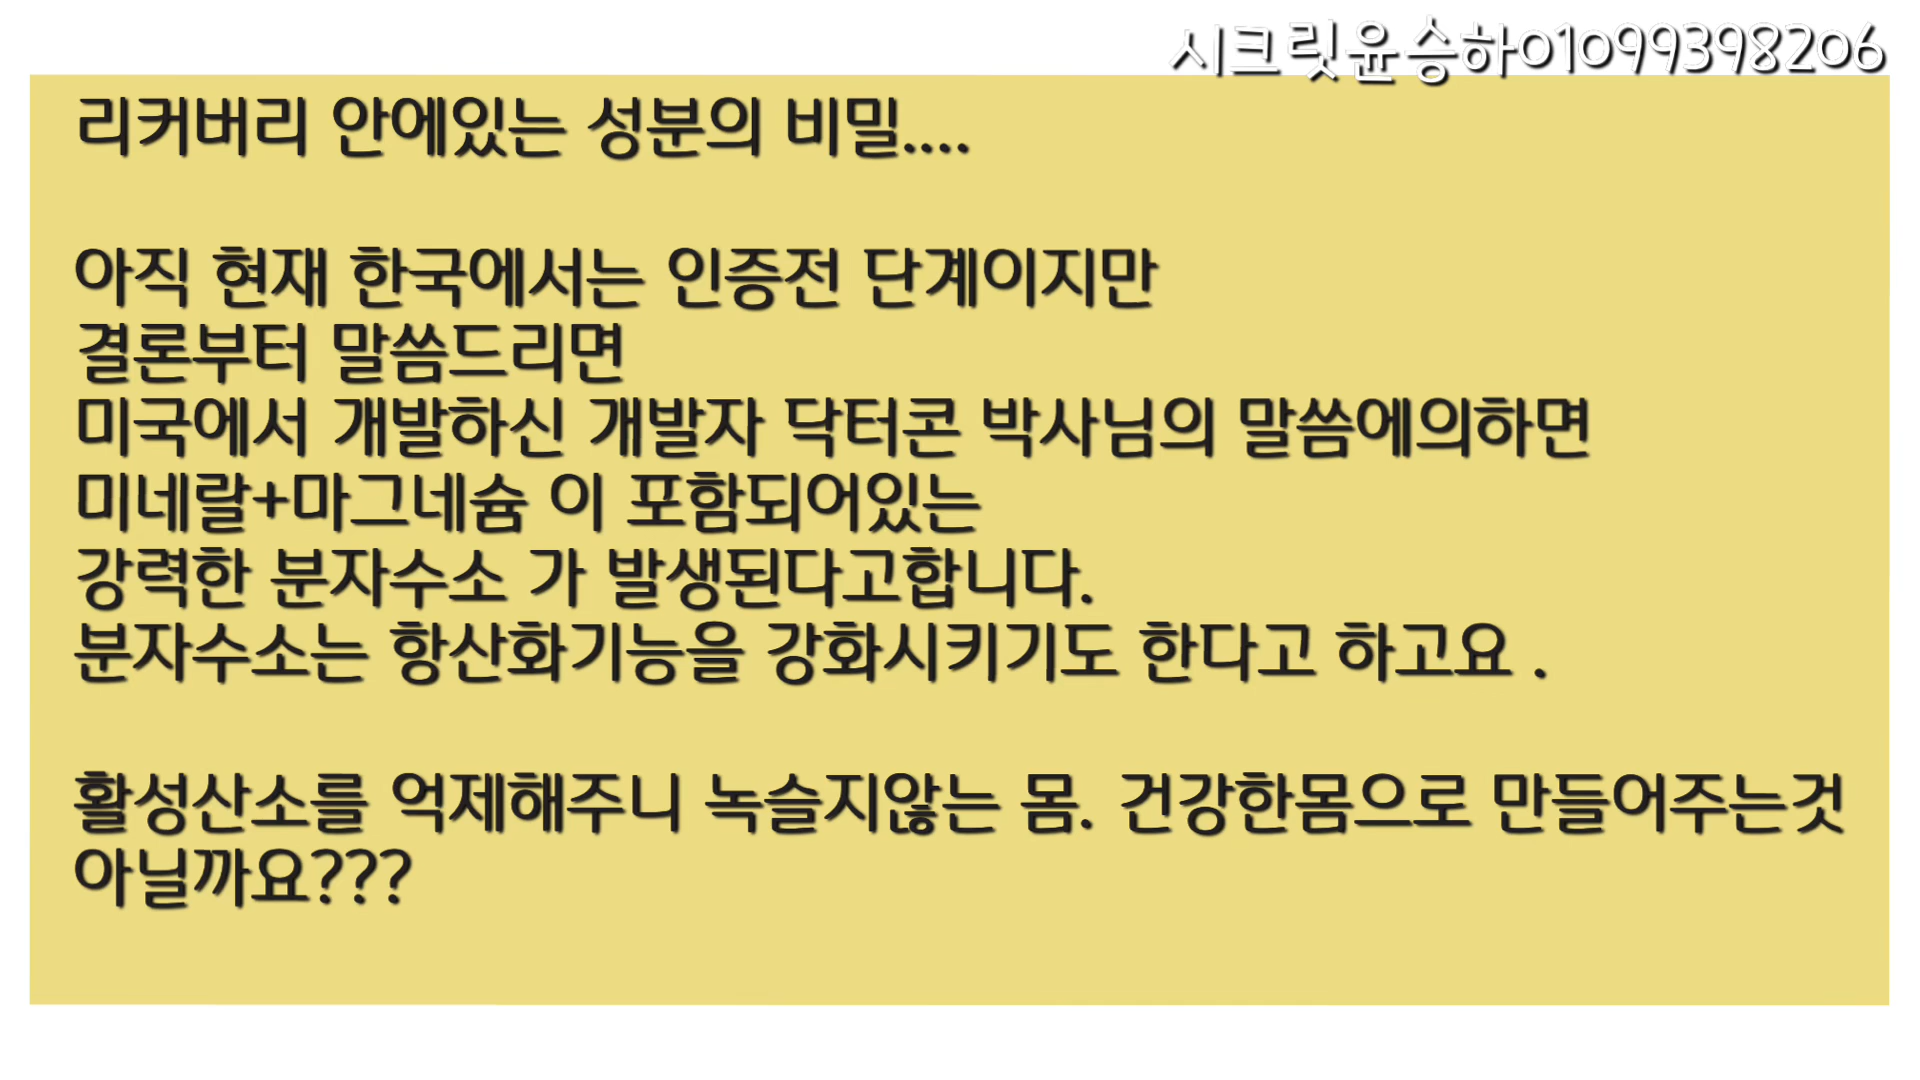 시크릿윤승하01099398206
리커버리 안에있는 성분의 비밀....
아직 현재 한국에서는 인증전 단계이지만
결론부터 말씀드리면
미국에서 개발하신 개발자 닥터콘 박사님의 말씀에의하면
미네랄+마그네슘 이 포함되어있는
강력한 분자수소 가 발생된다고합니다.
분자수소는 항산화기능을 강화시키기도 한다고 하고요 .
활성산소를 억제해주니 녹슬지않는 몸. 건강한몸으로 만들어주는것
아닐까요???